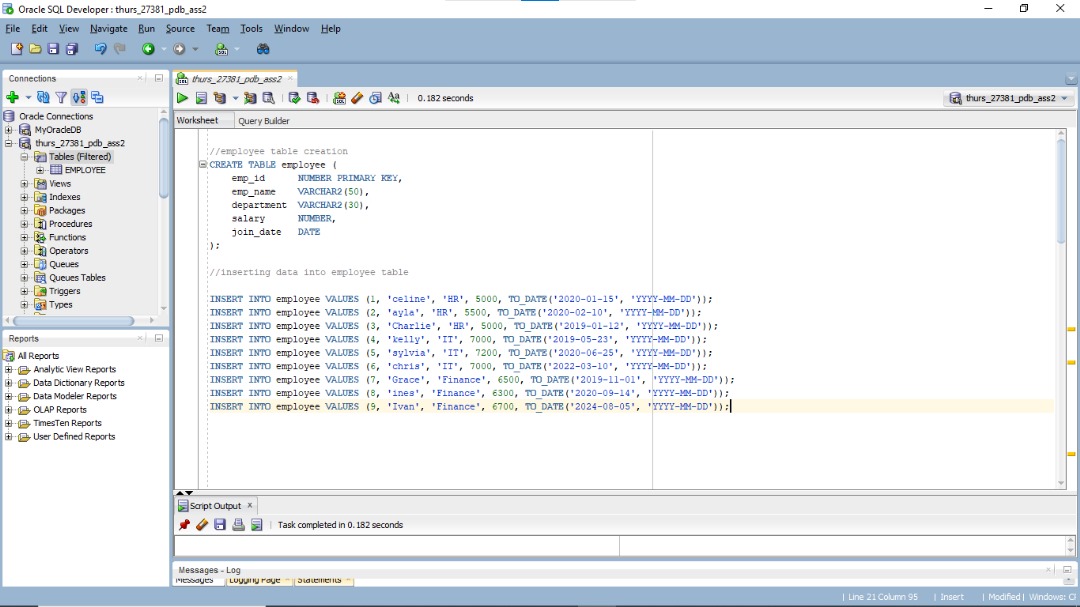 Oracle SQL Developer : thurs_27381_pdb_ass2
File Edit View Navigate Run Source Team Tools Window Help
Connections
Oracle Connections
MyOracleDB
thurs_27381_pdb_ass2
Tables (Filtered)
EMPLOYEE
Views
Indexes
Packages
Procedures
Functions
Operators
Queues
Queues Tables
Triggers
Types
Reports
All Reports
Analytic View Reports
Data Dictionary Reports
Data Modeler Reports
OLAP Reports
TimesTen Reports
User Defined Reports
thurs_27381_pdb_ass2
0.182 seconds
thurs_27381_pdb_ass2
Worksheet Query Builder
//employee table creation
CREATE TABLE employee (
emp_id NUMBER PRIMARY KEY,
emp_name VARCHAR2(50),
department VARCHAR2(30),
salary NUMBER,
join_date DATE
);
//inserting data into employee table
INSERT INTO employee VALUES (1, 'celine', 'HR', 5000, TO_DATE('2020-01-15', 'YYYY-MM-DD'));
INSERT INTO employee VALUES (2, 'ayla', 'HR', 5500, TO_DATE('2020-02-10', 'YYYY-MM-DD'));
INSERT INTO employee VALUES (3, 'Charlie', 'HR', 5000, TO_DATE('2019-01-12', 'YYYY-MM-DD'));
INSERT INTO employee VALUES (4, 'kelly', 'IT', 7000, TO_DATE('2019-05-23', 'YYYY-MM-DD'));
INSERT INTO employee VALUES (5, 'sylvia', 'IT', 7200, TO_DATE('2020-06-25', 'YYYY-MM-DD'));
INSERT INTO employee VALUES (6, 'chris', 'IT', 7000, TO_DATE('2022-03-10', 'YYYY-MM-DD'));
INSERT INTO employee VALUES (7, 'Grace', 'Finance', 6500, TO_DATE('2019-11-01', 'YYYY-MM-DD'));
INSERT INTO employee VALUES (8, 'ines', 'Finance', 6300, TO_DATE('2020-09-14', 'YYYY-MM-DD'));
INSERT INTO employee VALUES (9, 'Ivan', 'Finance', 6700, TO_DATE('2024-08-05', 'YYYY-MM-DD'));
Script Output
Task completed in 0.182 seconds
Messages - Log
Messages Logging Page Statements
Line 21 Column 95 | Insert | Modified | Windows: C